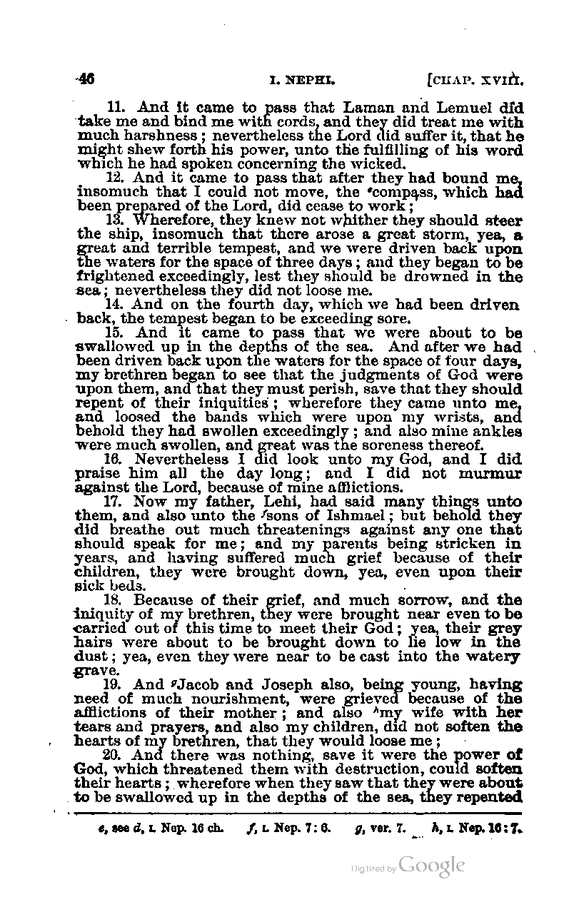 46 I. NEPHI. [CHAP. XVIII.
11. And it came to pass that Laman and Lemuel did
take me and bind me with cords, and they did treat me with
much harshness; nevertheless the Lord did suffer it, that he
might shew forth his power, unto the fulfilling of his word
which he had spoken concerning the wicked.
12. And it came to pass that after they had bound me,
insomuch that I could not move, the ᵉcompass, which had
been prepared of the Lord, did cease to work;
13. Wherefore, they knew not whither they should steer
the ship, insomuch that there arose a great storm, yea, a
great and terrible tempest, and we were driven back upon
the waters for the space of three days; and they began to be
frightened exceedingly, lest they should be drowned in the
sea; nevertheless they did not loose me.
14. And on the fourth day, which we had been driven
back, the tempest began to be exceeding sore.
15. And it came to pass that we were about to be
swallowed up in the depths of the sea. And after we had
been driven back upon the waters for the space of four days,
my brethren began to see that the judgments of God were
upon them, and that they must perish, save that they should
repent of their iniquities; wherefore they came unto me,
and loosed the bands which were upon my wrists, and
behold they had swollen exceedingly; and also mine ankles
were much swollen, and great was the soreness thereof.
16. Nevertheless I did look unto my God, and I did
praise him all the day long; and I did not murmur
against the Lord, because of mine afflictions.
17. Now my father, Lehi, had said many things unto
them, and also unto the ᶠsons of Ishmael; but behold they
did breathe out much threatenings against any one that
should speak for me; and my parents being stricken in
years, and having suffered much grief because of their
children, they were brought down, yea, even upon their
sick beds.
18. Because of their grief, and much sorrow, and the
iniquity of my brethren, they were brought near even to be
carried out of this time to meet their God; yea, their grey
hairs were about to be brought down to lie low in the
dust; yea, even they were near to be cast into the watery
grave.
19. And ᵍJacob and Joseph also, being young, having
need of much nourishment, were grieved because of the
afflictions of their mother; and also ʰmy wife with her
tears and prayers, and also my children, did not soften the
hearts of my brethren, that they would loose me;
20. And there was nothing, save it were the power of
God, which threatened them with destruction, could soften
their hearts; wherefore when they saw that they were about
to be swallowed up in the depths of the sea, they repented
e, see d, I. Nep. 16 ch. f, I. Nep. 7:6. g, ver. 7. h, I. Nep. 16:7.
Digitized by Google